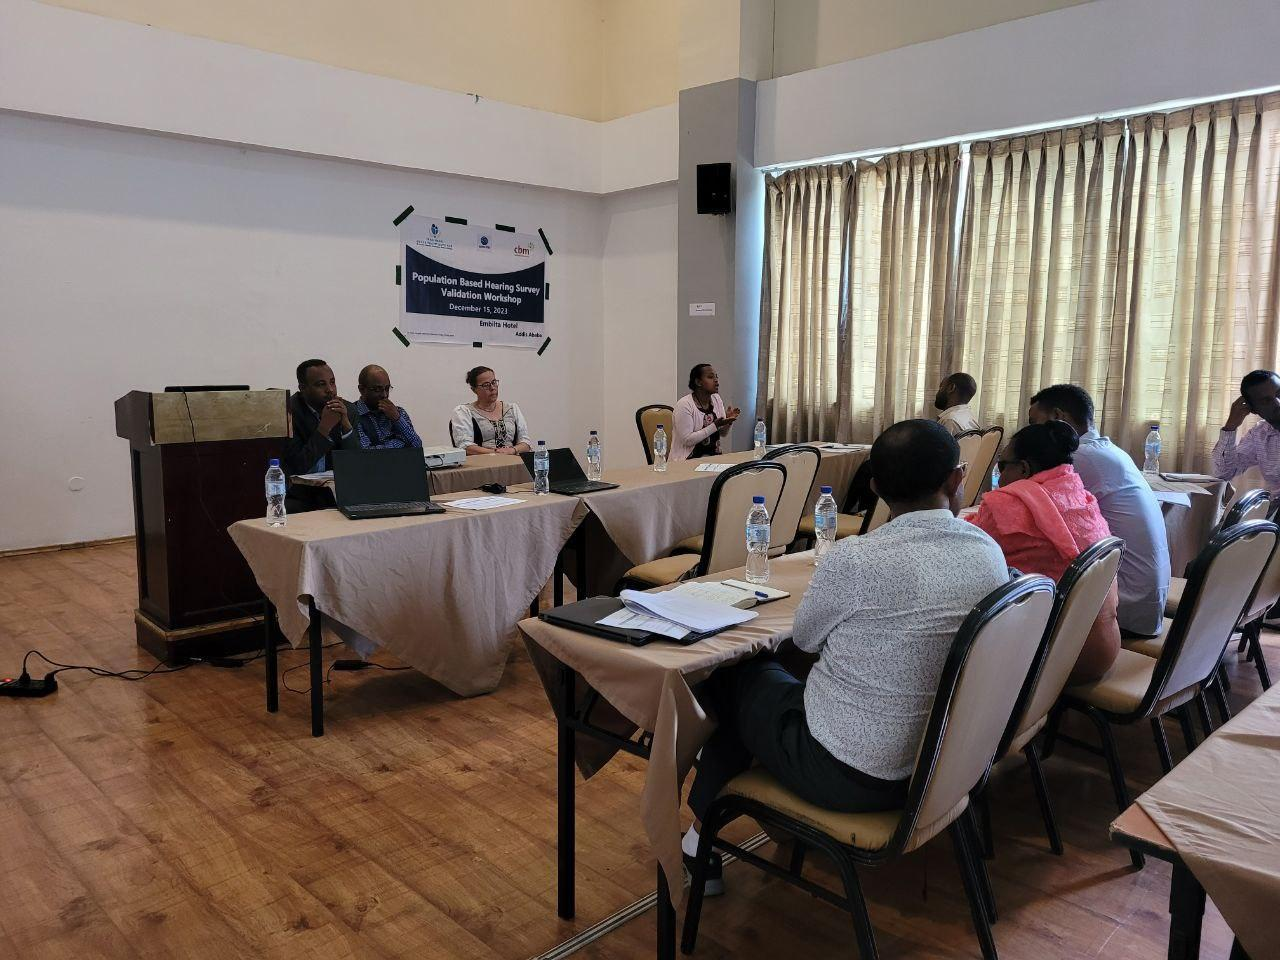 cbm
Population Based Hearing Survey
Validation Workshop
December 15, 2023
Embilta Hotel
Addis Ababa